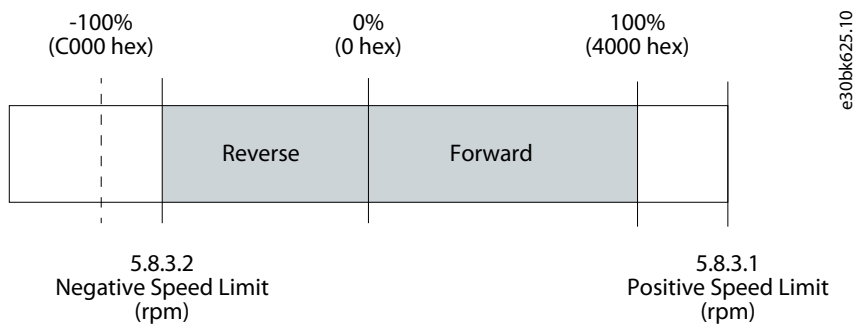 -100%
(C000 hex)
0%
(0 hex)
100%
(4000 hex)
e30bk625.10
Reverse
Forward
5.8.3.2
Negative Speed Limit
(rpm)
5.8.3.1
Positive Speed Limit
(rpm)